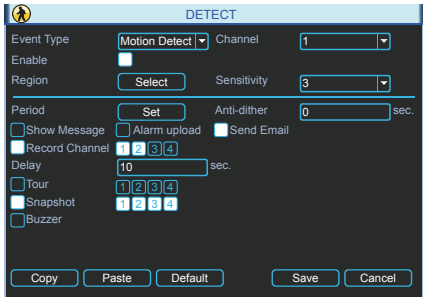 DETECT
Event Type Motion Detect Channel 1
Enable
Region Select Sensitivity 3
Period Set Anti-dither 0 sec.
Show Message Alarm upload Send Email
Record Channel 1 2 3 4
Delay 10 sec.
Tour 1 2 3 4
Snapshot 1 2 3 4
Buzzer
Copy Paste Default Save Cancel